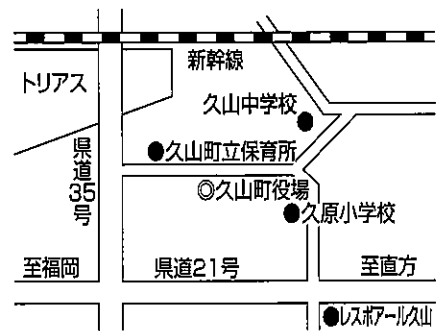 新幹線
トリアス
久山中学校
久山町立保育所
県道35号
久山町役場
久原小学校
至福岡
県道21号
至直方
レスポアール久山